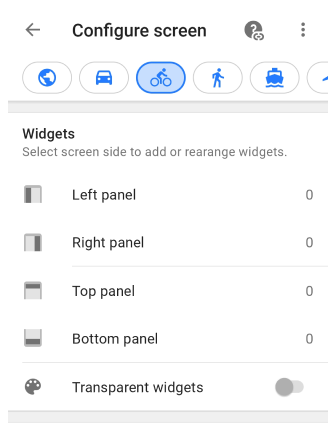 Configure screen
Widgets
Select screen side to add or rearrange widgets.
Left panel 0
Right panel 0
Top panel 0
Bottom panel 0
Transparent widgets